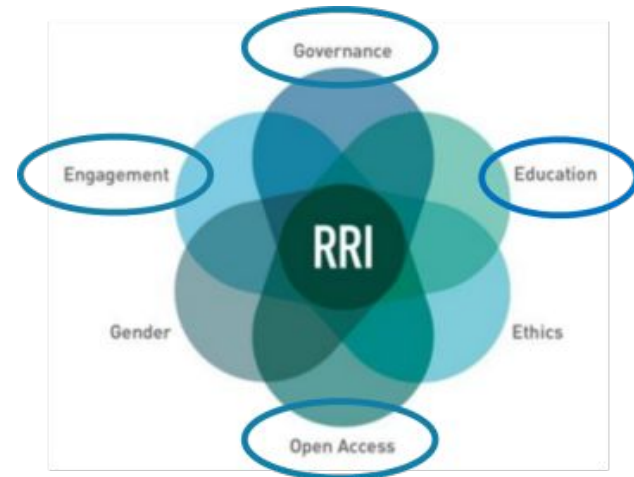 Governance
Engagement
Education
RRI
Gender
Ethics
Open Access